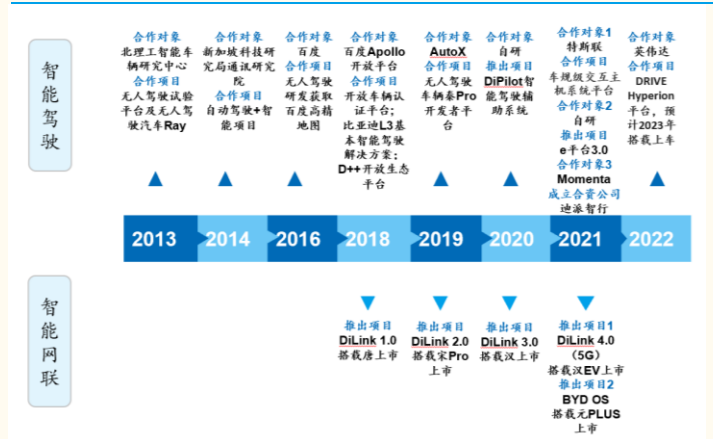 智
能
驾
驶
合作对象
北理工智能车
辆研究中心
合作项目
无人驾驶试验
平台及无人驾
驶汽车Ray
合作对象
新加坡科技研
究局通讯研究
院
合作项目
自动驾驶+智
能项目
合作对象
百度
合作项目
无人驾驶
研发获取
百度高精
地图
合作对象
百度Apollo
开放平台
合作项目
开放车辆认
证平台;
比亚迪L3基
本智能驾驶
解决方案;
D++开放生态
平台
合作对象
AutoX
合作项目
无人驾驶
车辆秦Pro
开发者平
台
合作对象
自研
推出项目
DiPilot智
能驾驶辅
助系统
合作对象1
特斯联
合作项目
车规级交互主
机系统平台
合作对象2
自研
推出项目
e平台3.0
合作对象3
Momenta
成立合资公司
迪派智行
合作对象
英伟达
合作项目
DRIVE
Hyperion
平台，预
计2023年
搭载上车
2013
2014
2016
2018
2019
2020
2021
2022
智
能
网
联
推出项目
DiLink 1.0
搭载唐上市
推出项目
DiLink 2.0
搭载宋Pro
上市
推出项目
DiLink 3.0
搭载汉上市
推出项目1
DiLink 4.0
（5G）
搭载汉EV上市
推出项目2
BYD OS
搭载元PLUS
上市